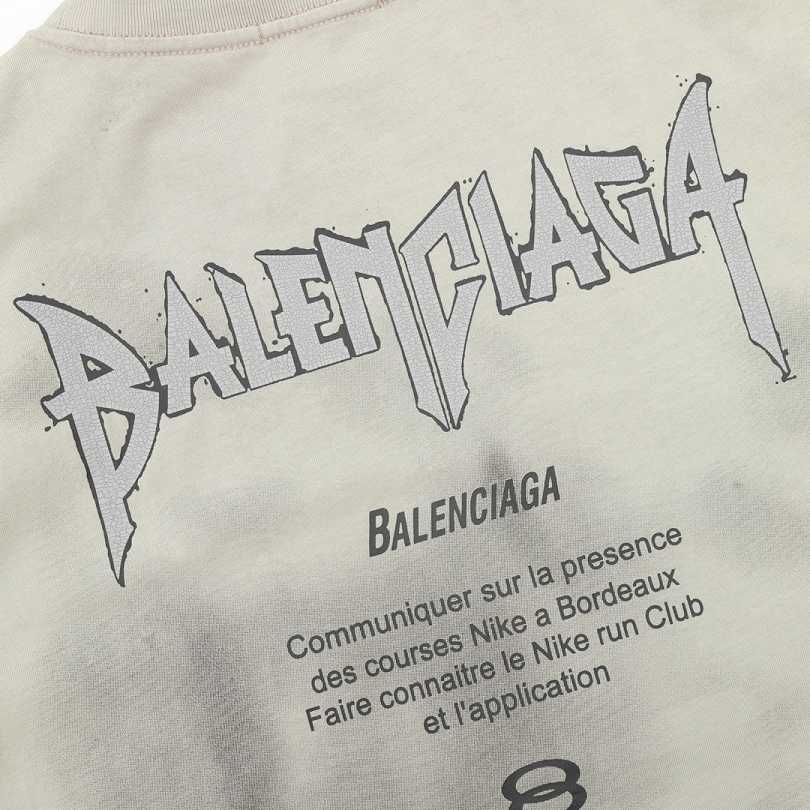 BALENCIAGA
BALENCIAGA
Communiquer sur la presence
des courses Nike a Bordeaux
Faire connaitre le Nike run Club
et l'application